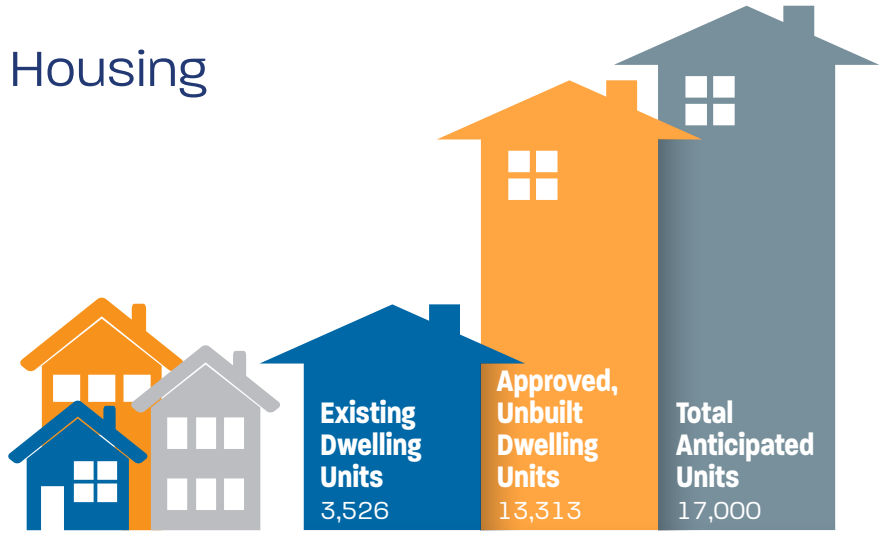 Housing
Existing
Dwelling
Units
3,526
Approved,
Unbuilt
Dwelling
Units
13,313
Total
Anticipated
Units
17,000